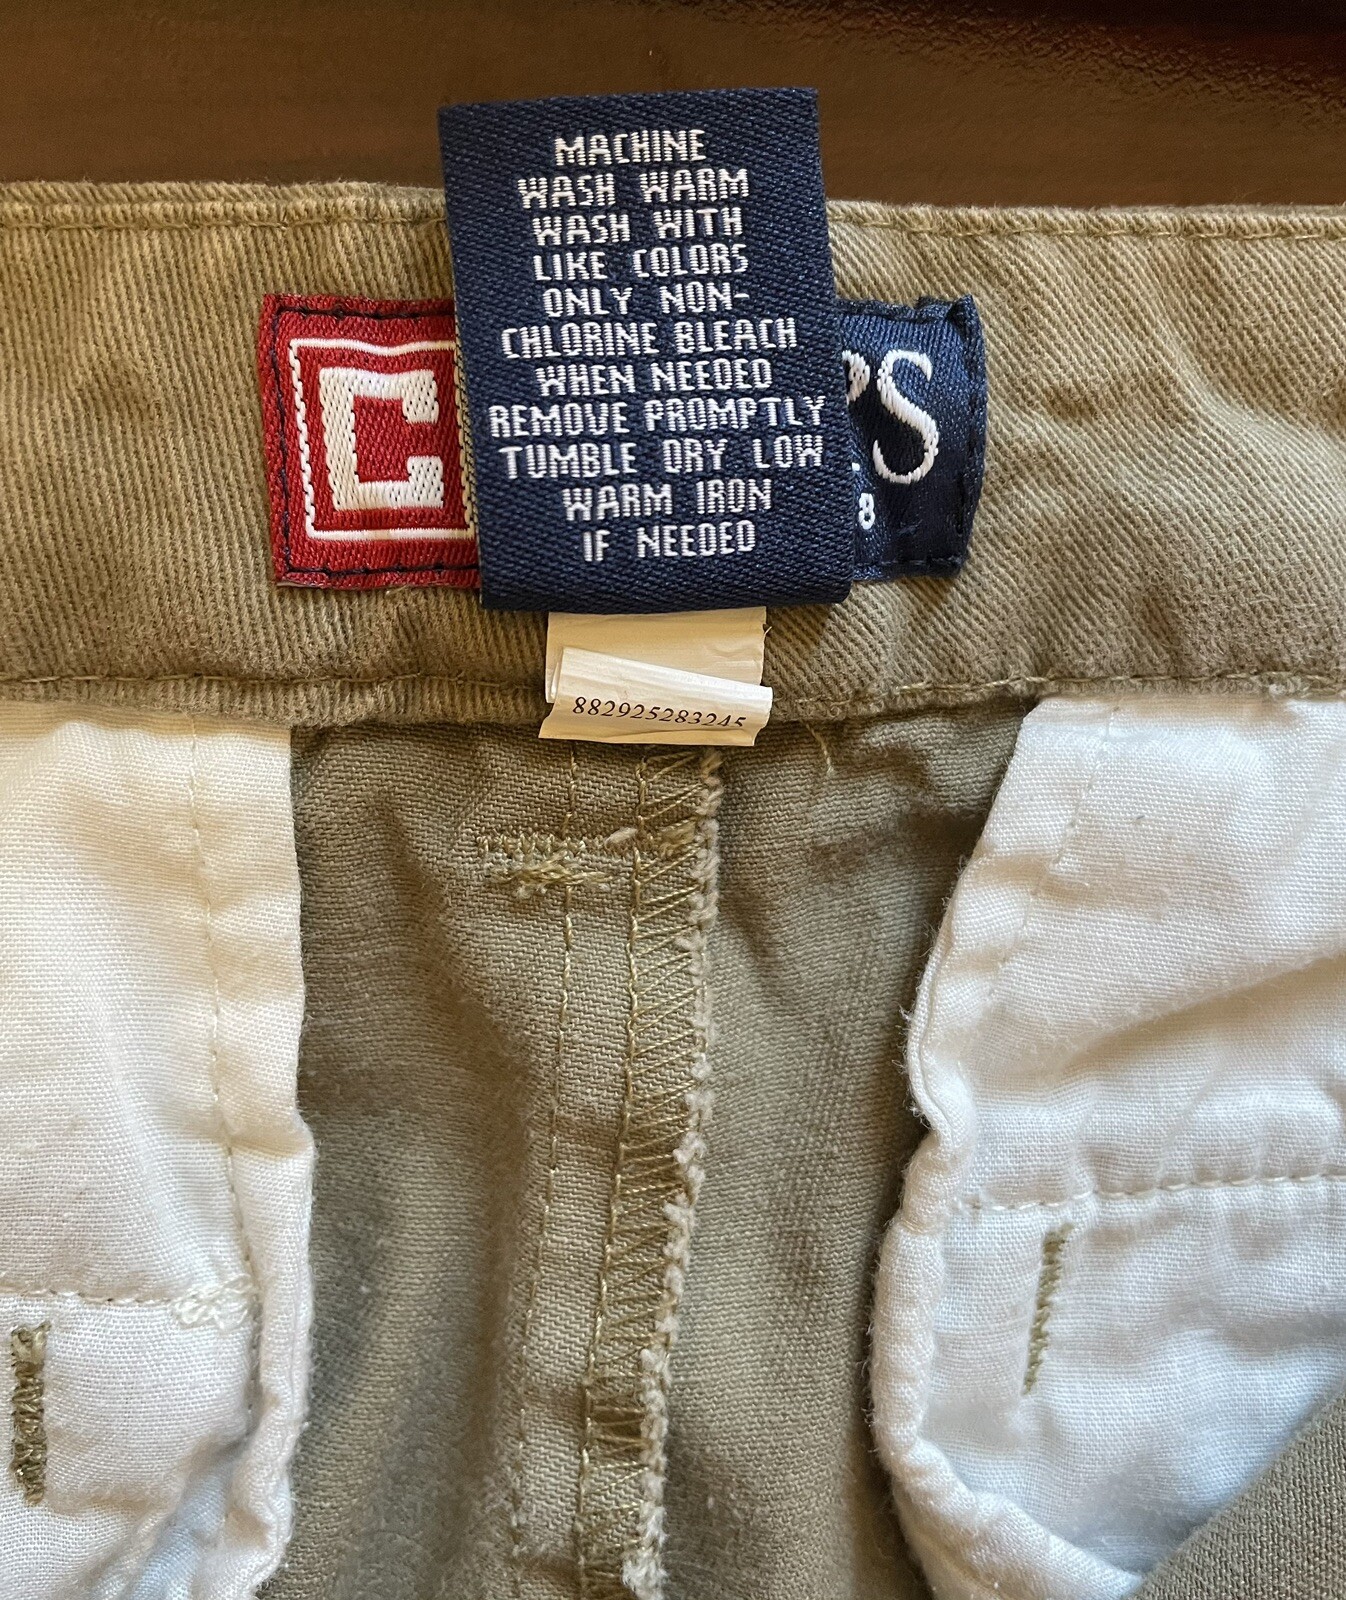 MACHINE
WASH WARM
WASH WITH
LIKE COLORS
ONLY NON-
CHLORINE BLEACH
WHEN NEEDED
REMOVE PROMPTLY
TUMBLE DRY LOW
WARM IRON
IF NEEDED
C PS
8
882925283245